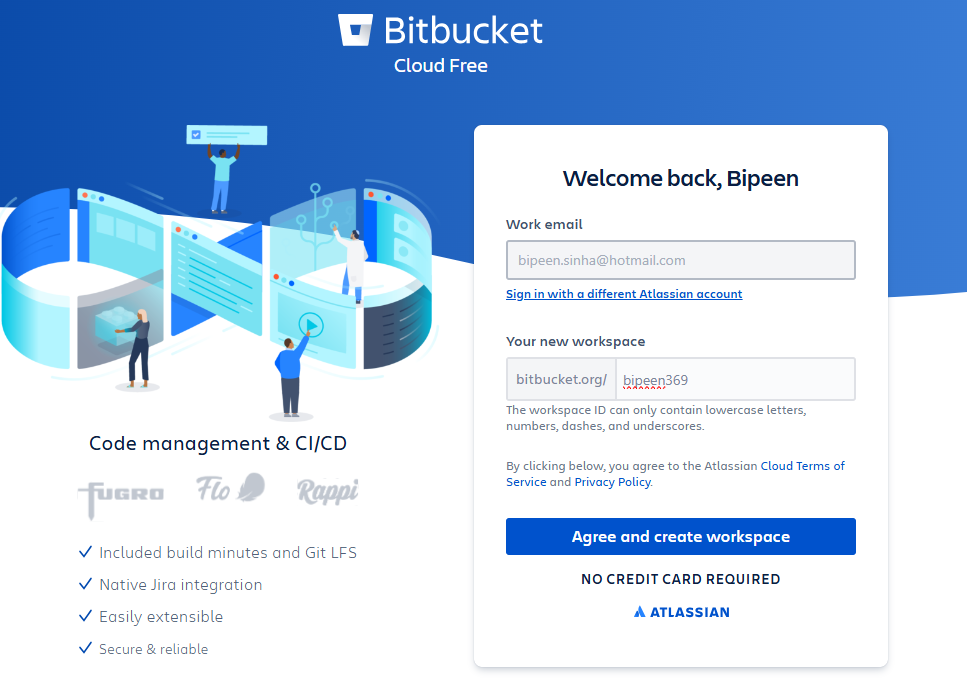 Bitbucket
Cloud Free
Welcome back, Bipeen
Work email
bipeen.sinha@hotmail.com
Sign in with a different Atlassian account
Your new workspace
bitbucket.org/ bipeen369
The workspace ID can only contain lowercase letters,
numbers, dashes, and underscores.
By clicking below, you agree to the Atlassian Cloud Terms of
Service and Privacy Policy.
Agree and create workspace
NO CREDIT CARD REQUIRED
ATLASSIAN
Code management & CI/CD
FUGRO Flo Rappi
Included build minutes and Git LFS
Native Jira integration
Easily extensible
Secure & reliable